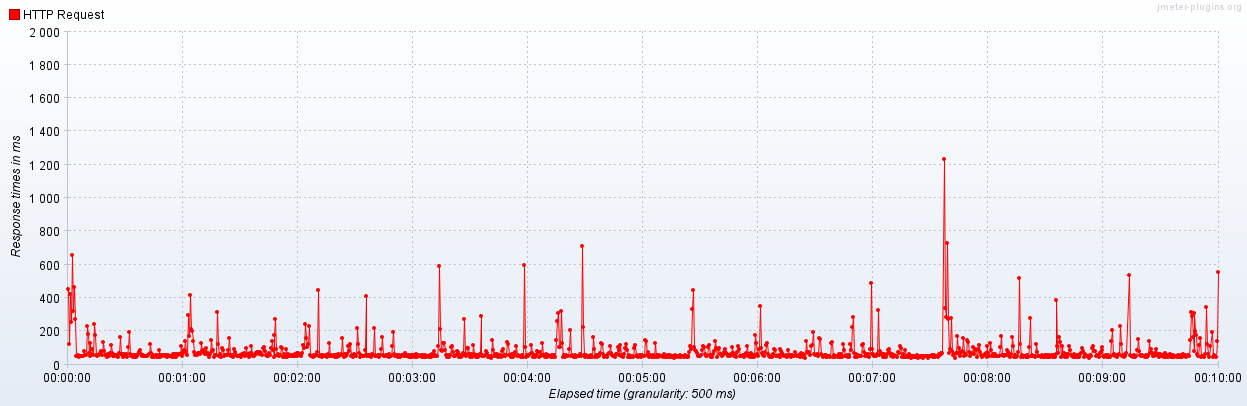 jmeter-plugins.org
HTTP Request
2 000
1 800
1 600
1 400
1 200
1 000
800
600
400
200
0
Response times in ms
00:00:00 00:01:00 00:02:00 00:03:00 00:04:00 00:05:00 00:06:00 00:07:00 00:08:00 00:09:00 00:10:00
Elapsed time (granularity: 500 ms)